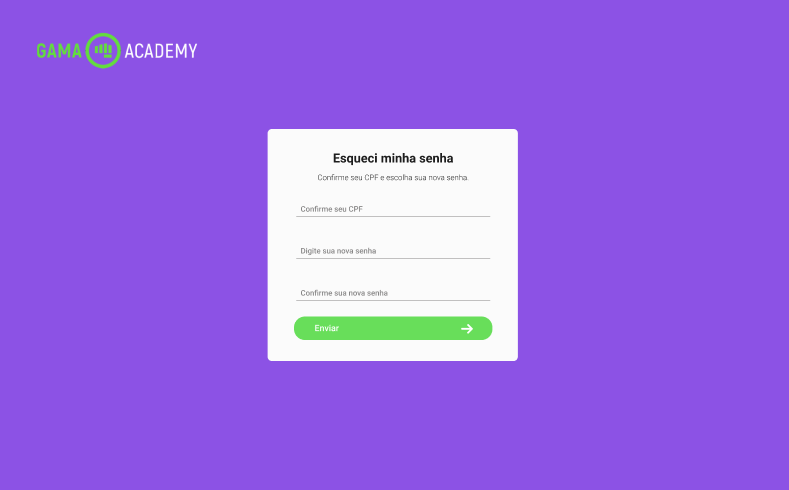 GAMA ACADEMY
Esqueci minha senha
Confirme seu CPF e escolha sua nova senha.
Confirme seu CPF
Digite sua nova senha
Confirme sua nova senha
Enviar